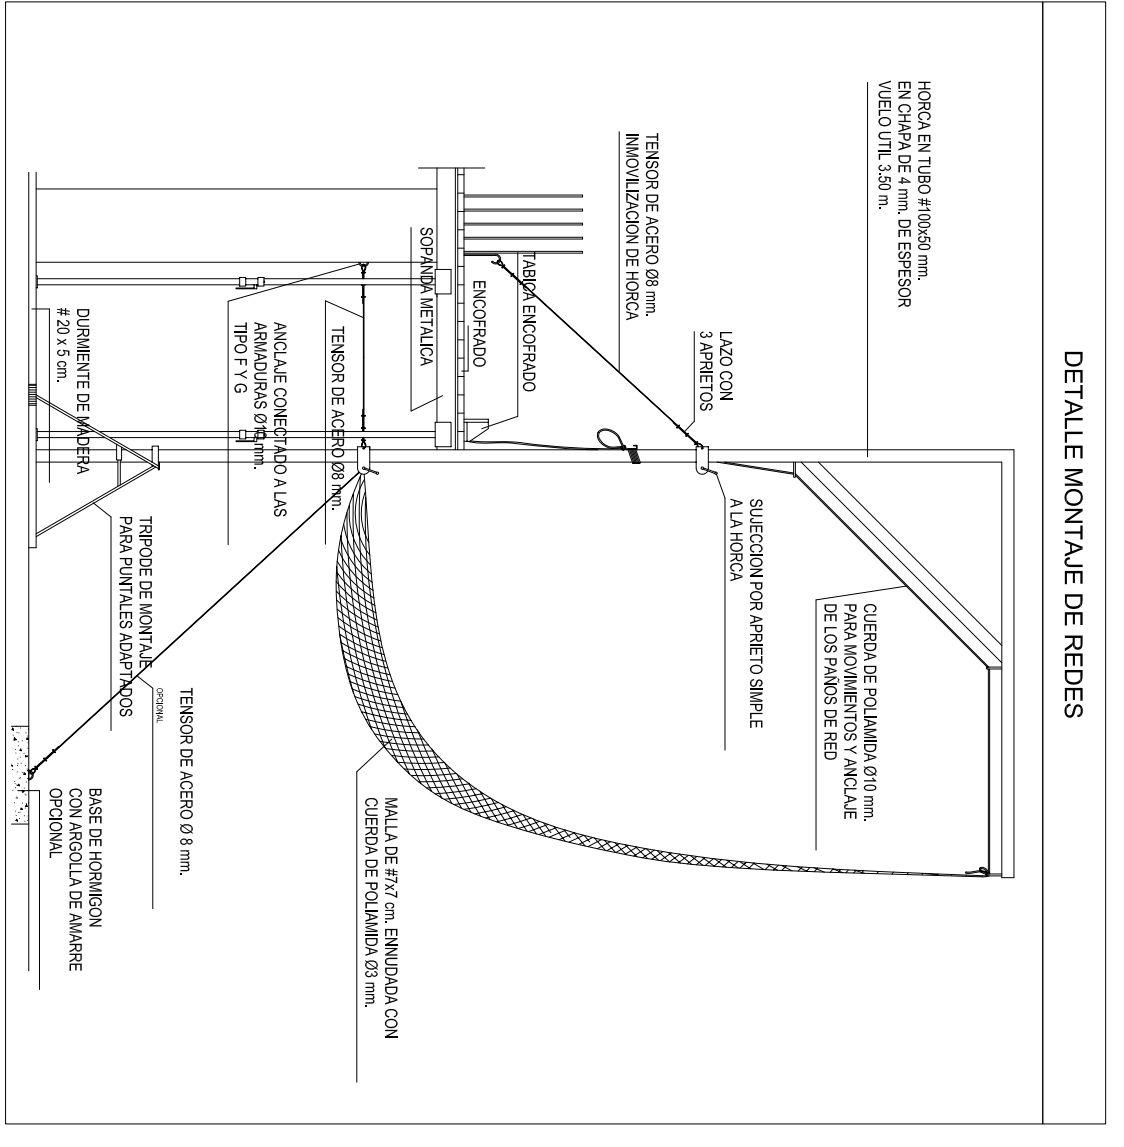 DETALLE MONTAJE DE REDES
HORCA EN TUBO #100x50 mm.
EN CHAPA DE 4 mm. DE ESPESOR
VUELO UTIL 3.50 m.
CUERDA DE POLIAMIDA Ø10 mm.
PARA MOVIMIENTOS Y ANCLAJE
DE LOS PAÑOS DE RED
LAZO CON
3 APRIETOS
SUJECCION POR APRIETO SIMPLE
A LA HORCA
TENSOR DE ACERO Ø8 mm.
INMOVILIZACION DE HORCA
TABICA ENCOFRADO
ENCOFRADO
SOPANDA METALICA
MALLA DE #7x7 cm. ENNUDADA CON
CUERDA DE POLIAMIDA Ø3 mm.
TENSOR DE ACERO Ø8 mm.
ANCLAJE CONECTADO A LAS
ARMADURAS Ø10 mm.
TIPO F Y G
TENSOR DE ACERO Ø 8 mm.
OPCIONAL
TRIPODE DE MONTAJE
PARA PUNTALES ADAPTADOS
DURMIENTE DE MADERA
# 20 x 5 cm.
BASE DE HORMIGON
CON ARGOLLA DE AMARRE
OPCIONAL